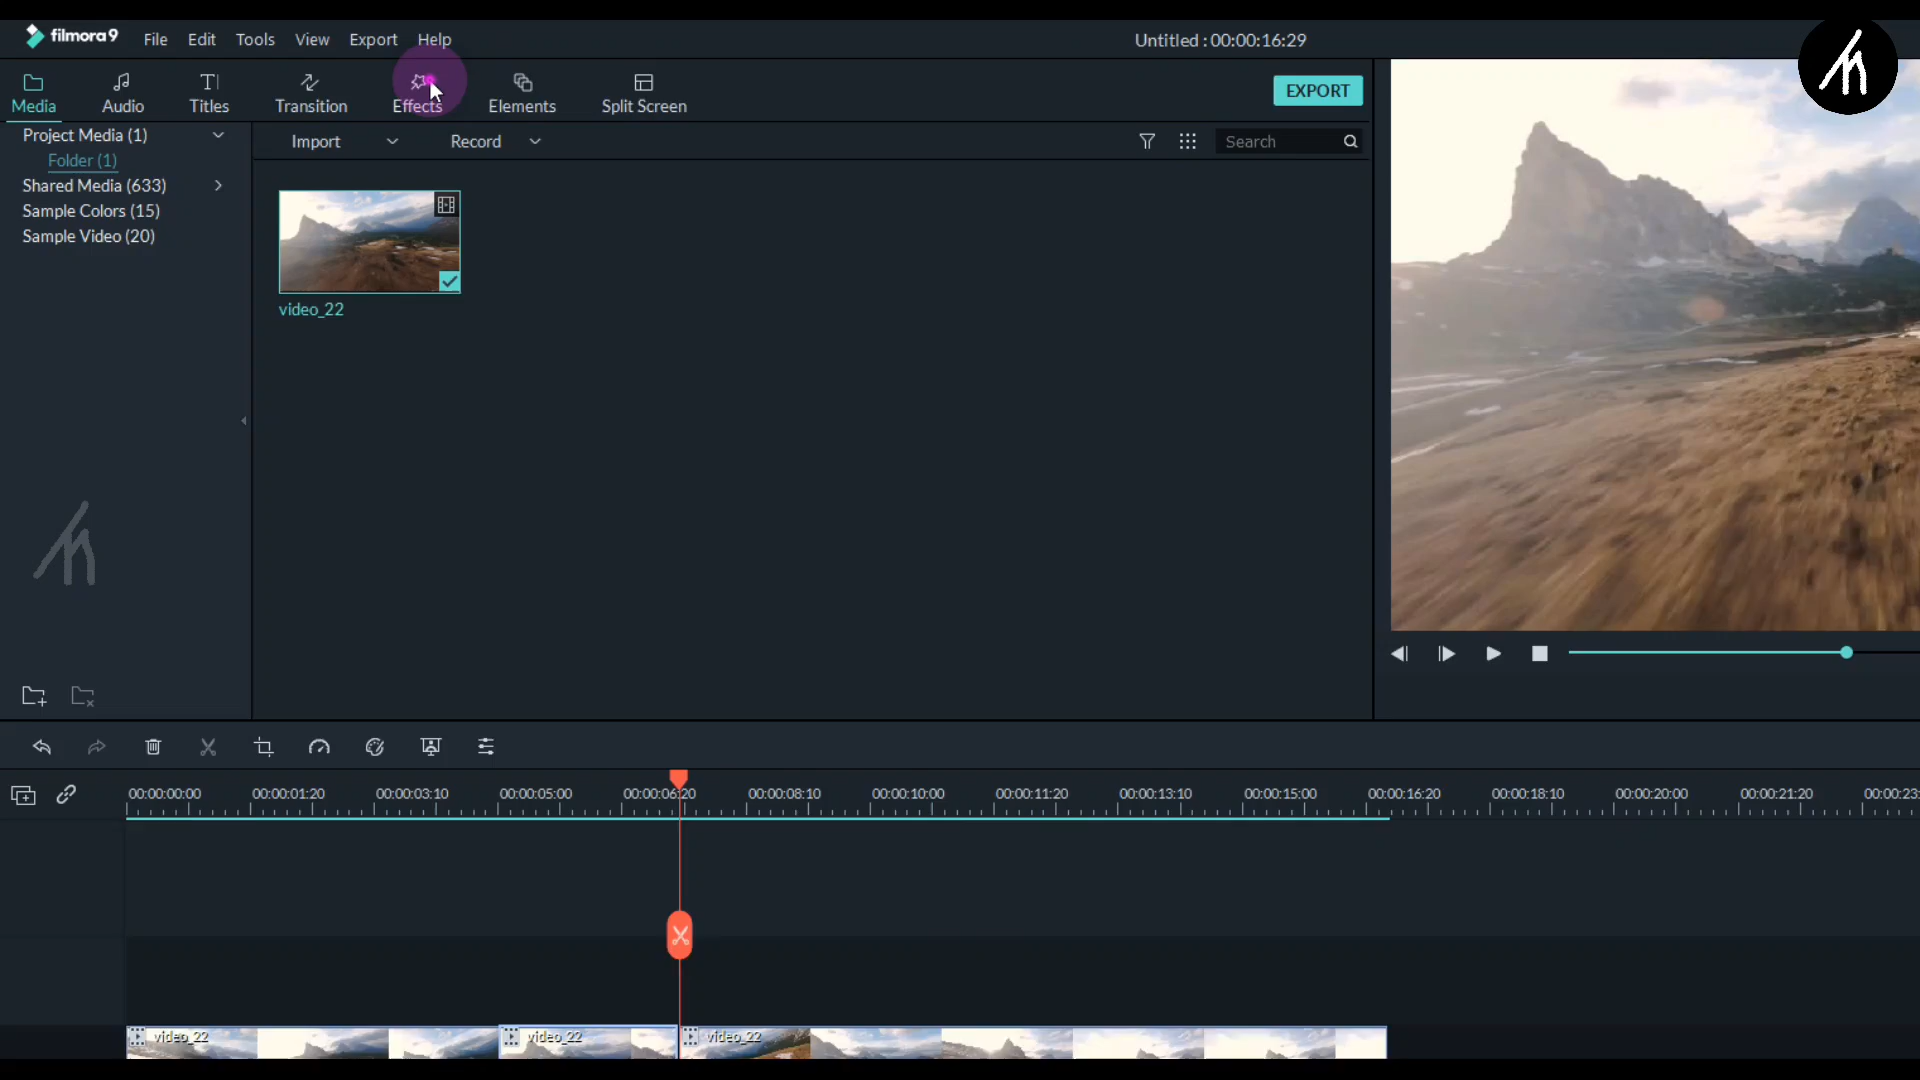 filmora9 File Edit Tools View Export Help Untitled : 00:00:16:29
Media Audio Titles Transition Effects Elements Split Screen EXPORT
Project Media (1) Import Record Search
Folder (1)
Shared Media (633)
Sample Colors (15)
Sample Video (20)
video_22
00:00:00:00 00:00:01:20 00:00:03:10 00:00:05:00 00:00:06:20 00:00:08:10 00:00:10:00 00:00:11:20 00:00:13:10 00:00:15:00 00:00:16:20 00:00:18:10 00:00:20:00 00:00:21:20 00:00:23:
video_22 video_22 video_22